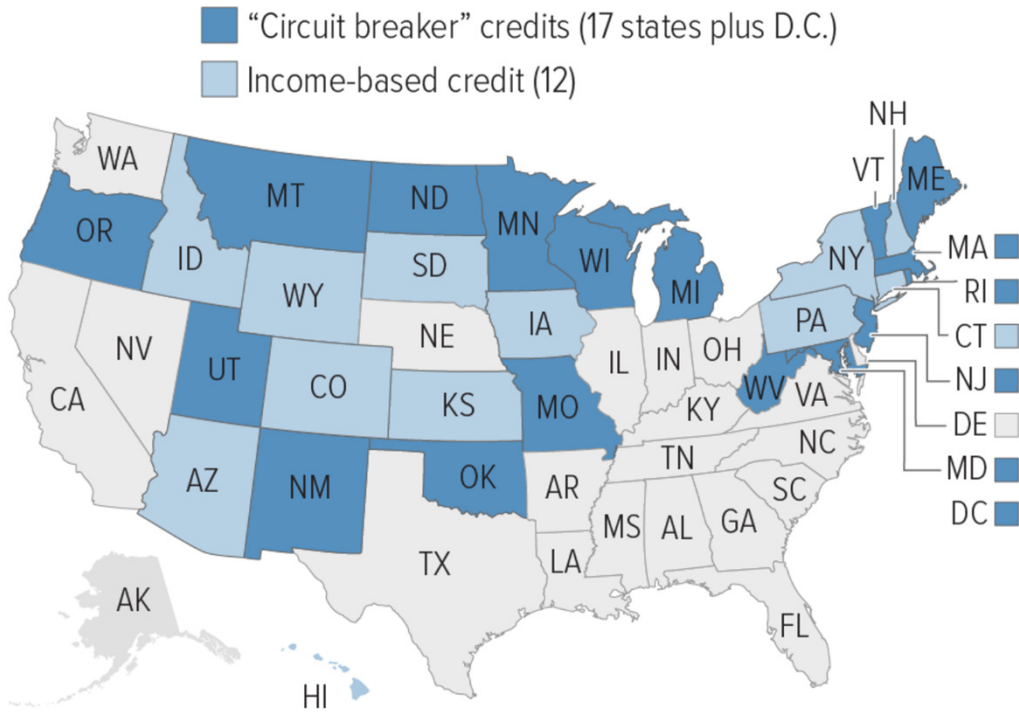 “Circuit breaker” credits (17 states plus D.C.)
Income-based credit (12)
NH
WA
VT
ME
MT
ND
MN
OR
MA
ID
SD
WI
NY
RI
WY
MI
IA
PA
CT
NV
NE
IL
IN
OH
UT
CO
NJ
CA
KS
MO
WV
VA
KY
DE
NC
TN
MD
AZ
NM
OK
AR
SC
DC
MS
AL
GA
TX
LA
AK
FL
HI